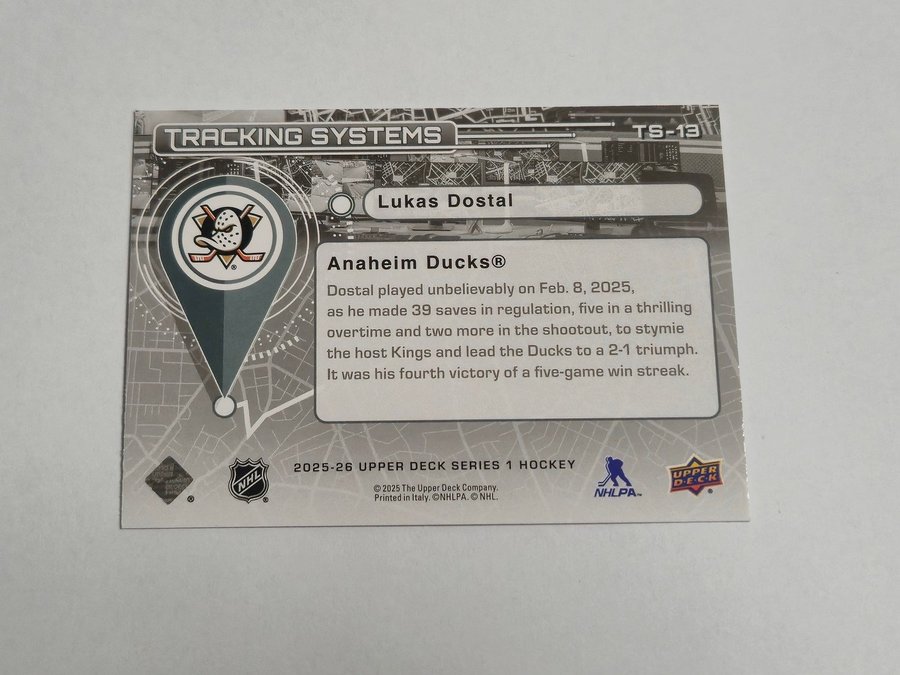 TRACKING SYSTEMS
TS-13
Lukas Dostal
Anaheim Ducks®
Dostal played unbelievably on Feb. 8, 2025,
as he made 39 saves in regulation, five in a thrilling
overtime and two more in the shootout, to stymie
the host Kings and lead the Ducks to a 2-1 triumph.
It was his fourth victory of a five-game win streak.
2025-26 UPPER DECK SERIES 1 HOCKEY
© 2025 The Upper Deck Company.
Printed in Italy. ©NHLPA. © NHL.
®
NHL
®
NHLPA™
UPPER
D·E·C·K
®